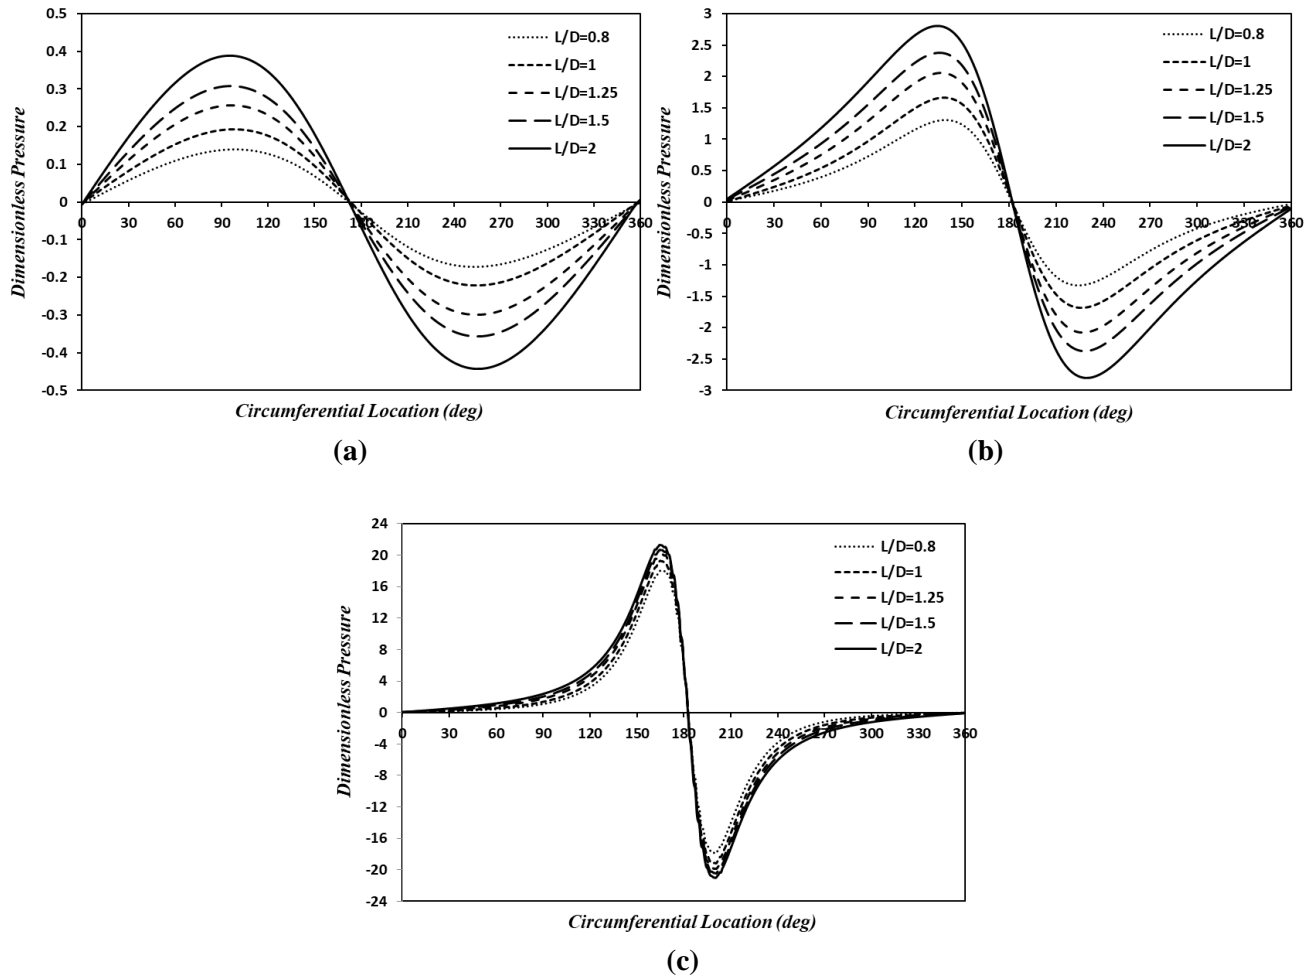 0.5
0.4
0.3
0.2
0.1
0
-0.1
-0.2
-0.3
-0.4
-0.5
Dimensionless Pressure
0 30 60 90 120 150 180 210 240 270 300 330 360
L/D=0.8
L/D=1
L/D=1.25
L/D=1.5
L/D=2
Circumferential Location (deg)
(a)
3
2.5
2
1.5
1
0.5
0
-0.5
-1
-1.5
-2
-2.5
-3
Dimensionless Pressure
0 30 60 90 120 150 180 210 240 270 300 330 360
L/D=0.8
L/D=1
L/D=1.25
L/D=1.5
L/D=2
Circumferential Location (deg)
(b)
24
20
16
12
8
4
0
-4
-8
-12
-16
-20
-24
Dimensionless Pressure
0 30 60 90 120 150 180 210 240 270 300 330 360
L/D=0.8
L/D=1
L/D=1.25
L/D=1.5
L/D=2
Circumferential Location (deg)
(c)